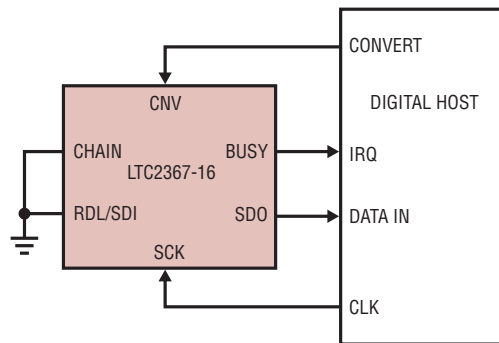 CONVERT
CNV
DIGITAL HOST
CHAIN
BUSY
IRQ
LTC2367-16
RDL/SDI
SDO
DATA IN
SCK
CLK